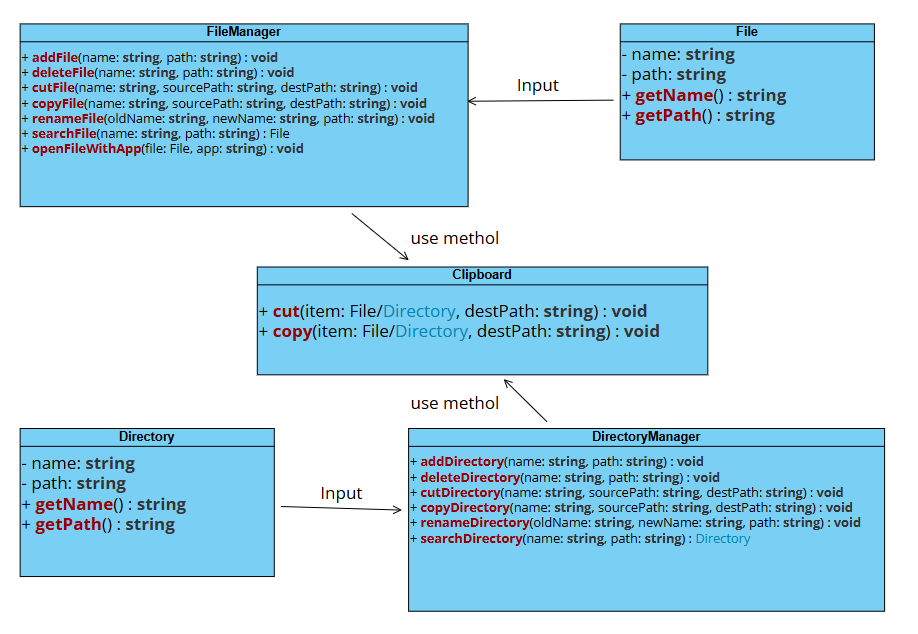 FileManager
+ addFile(name: string, path: string) : void
+ deleteFile(name: string, path: string) : void
+ cutFile(name: string, sourcePath: string, destPath: string) : void
+ copyFile(name: string, sourcePath: string, destPath: string) : void
+ renameFile(oldName: string, newName: string, path: string) : void
+ searchFile(name: string, path: string) : File
+ openFileWithApp(file: File, app: string) : void
Input
File
- name: string
- path: string
+ getName() : string
+ getPath() : string
use methol
Clipboard
+ cut(item: File/Directory, destPath: string) : void
+ copy(item: File/Directory, destPath: string) : void
use methol
Directory
- name: string
- path: string
+ getName() : string
+ getPath() : string
Input
DirectoryManager
+ addDirectory(name: string, path: string) : void
+ deleteDirectory(name: string, path: string) : void
+ cutDirectory(name: string, sourcePath: string, destPath: string) : void
+ copyDirectory(name: string, sourcePath: string, destPath: string) : void
+ renameDirectory(oldName: string, newName: string, path: string) : void
+ searchDirectory(name: string, path: string) : Directory